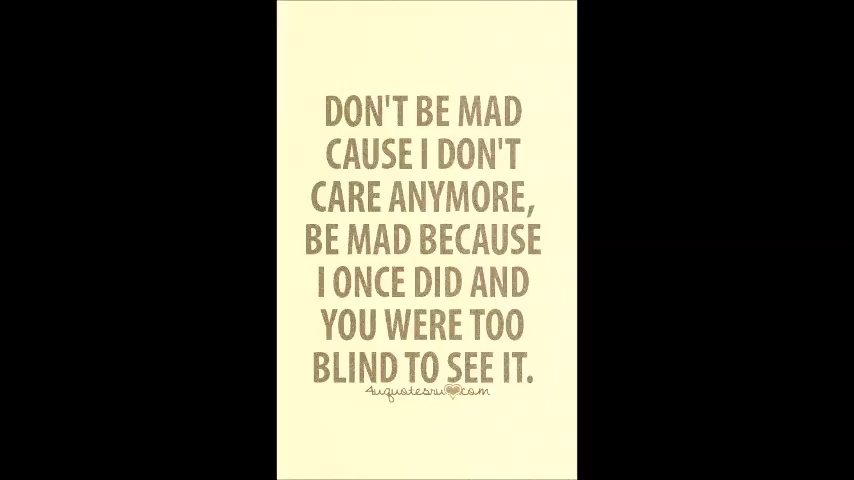 DON'T BE MAD
CAUSE I DON'T
CARE ANYMORE,
BE MAD BECAUSE
I ONCE DID AND
YOU WERE TOO
BLIND TO SEE IT.
4uquotesru❤com